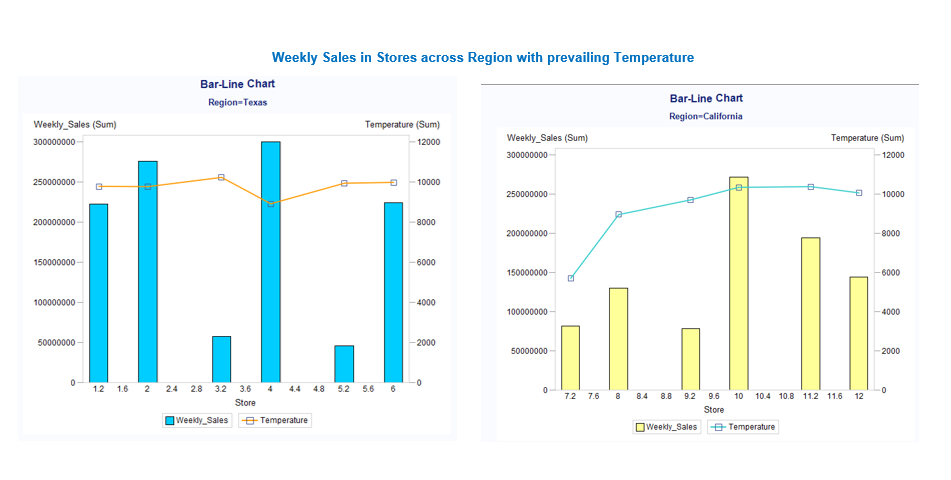 Weekly Sales in Stores across Region with prevailing Temperature
Bar-Line Chart
Region=Texas
Weekly_Sales (Sum)
Temperature (Sum)
300000000
250000000
200000000
150000000
100000000
50000000
0
12000
10000
8000
6000
4000
2000
0
1.2 1.6 2 2.4 2.8 3.2 3.6 4 4.4 4.8 5.2 5.6 6
Store
Weekly_Sales Temperature
Bar-Line Chart
Region=California
Weekly_Sales (Sum)
Temperature (Sum)
300000000
250000000
200000000
150000000
100000000
50000000
0
12000
10000
8000
6000
4000
2000
0
7.2 7.6 8 8.4 8.8 9.2 9.6 10 10.4 10.8 11.2 11.6 12
Store
Weekly_Sales Temperature